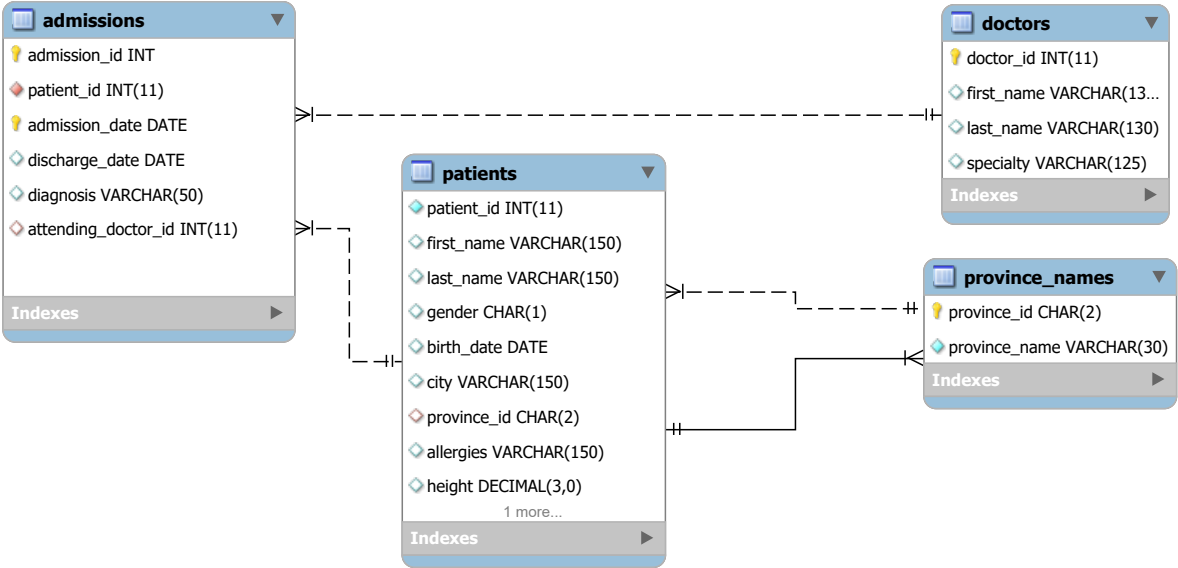 admissions
admission_id INT
patient_id INT(11)
admission_date DATE
discharge_date DATE
diagnosis VARCHAR(50)
attending_doctor_id INT(11)
Indexes
patients
patient_id INT(11)
first_name VARCHAR(150)
last_name VARCHAR(150)
gender CHAR(1)
birth_date DATE
city VARCHAR(150)
province_id CHAR(2)
allergies VARCHAR(150)
height DECIMAL(3,0)
1 more...
Indexes
doctors
doctor_id INT(11)
first_name VARCHAR(13...
last_name VARCHAR(130)
specialty VARCHAR(125)
Indexes
province_names
province_id CHAR(2)
province_name VARCHAR(30)
Indexes